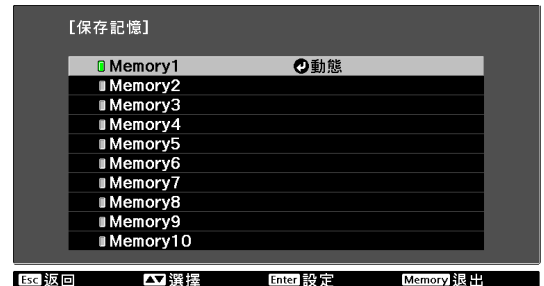 [保存記憶]
Memory1 動態
Memory2
Memory3
Memory4
Memory5
Memory6
Memory7
Memory8
Memory9
Memory10
Esc 返回 選擇 Enter 設定 Memory 退出